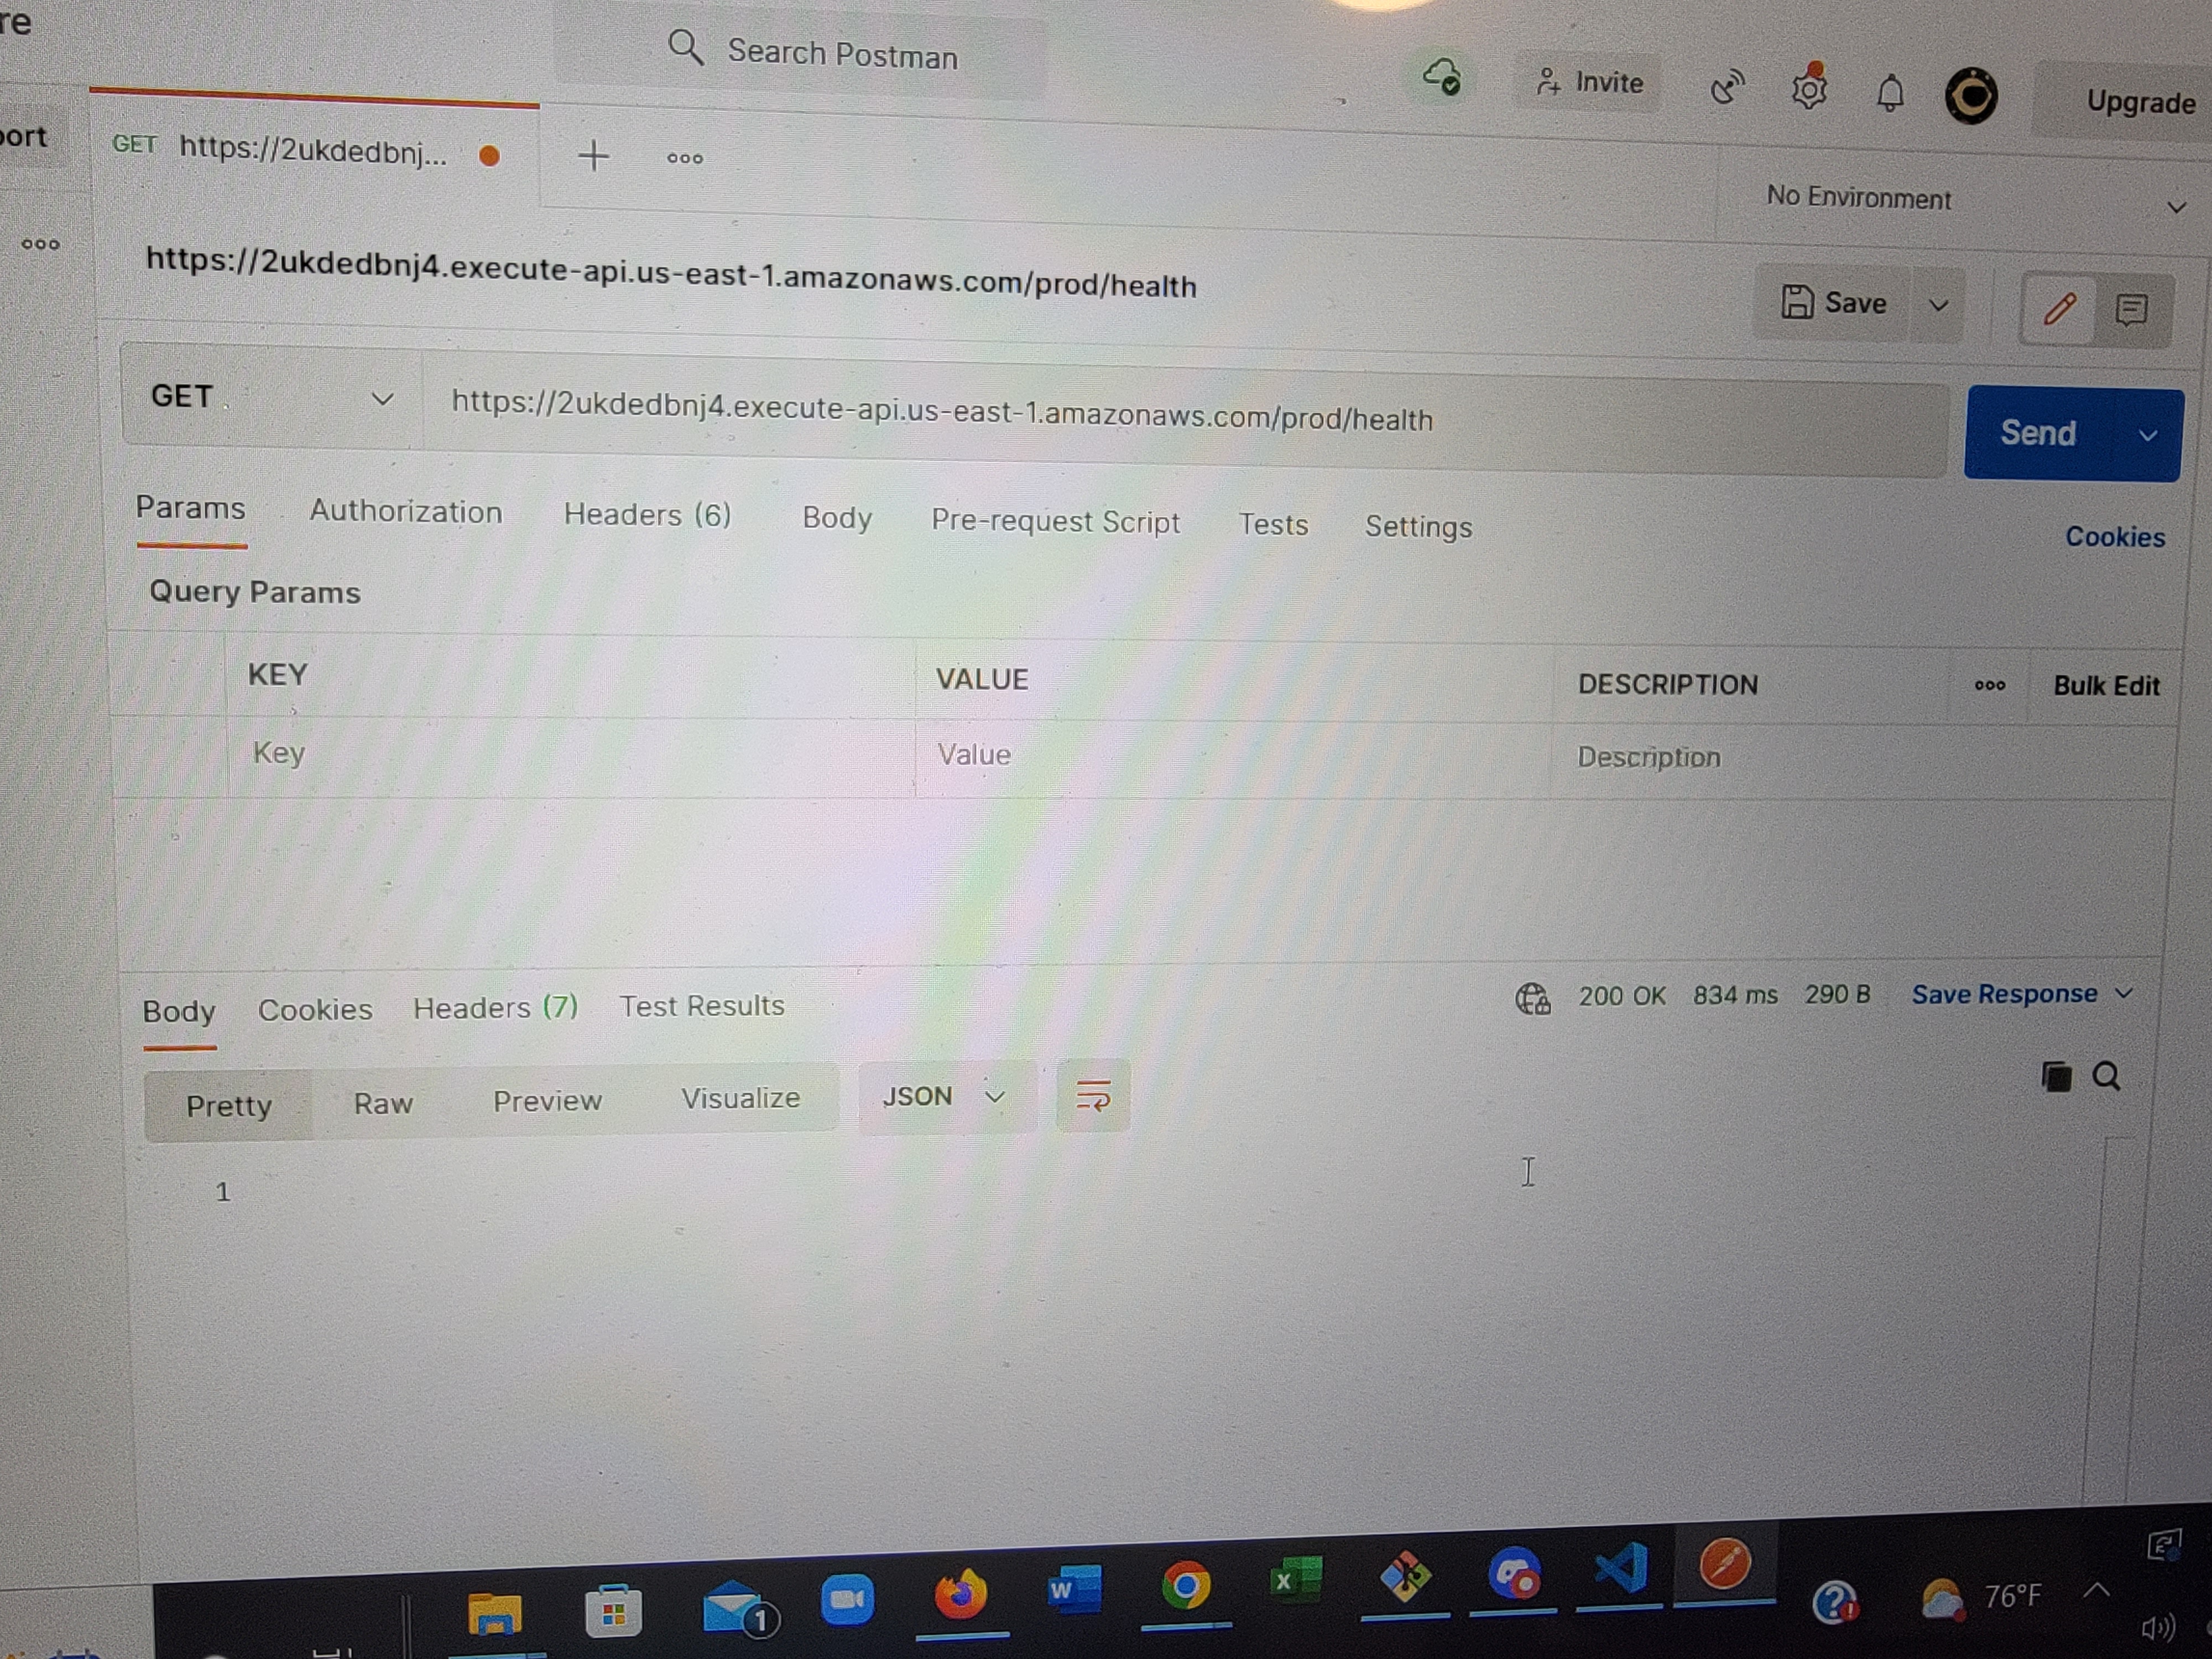 re
Search Postman
Invite
Upgrade
port
GET https://2ukdedbnj...
No Environment
https://2ukdedbnj4.execute-api.us-east-1.amazonaws.com/prod/health
Save
GET
https://2ukdedbnj4.execute-api.us-east-1.amazonaws.com/prod/health
Send
Params Authorization Headers (6) Body Pre-request Script Tests Settings Cookies
Query Params
KEY VALUE DESCRIPTION Bulk Edit
Key Value Description
Body Cookies Headers (7) Test Results 200 OK 834 ms 290 B Save Response
Pretty Raw Preview Visualize JSON
1
1
W
X
76°F